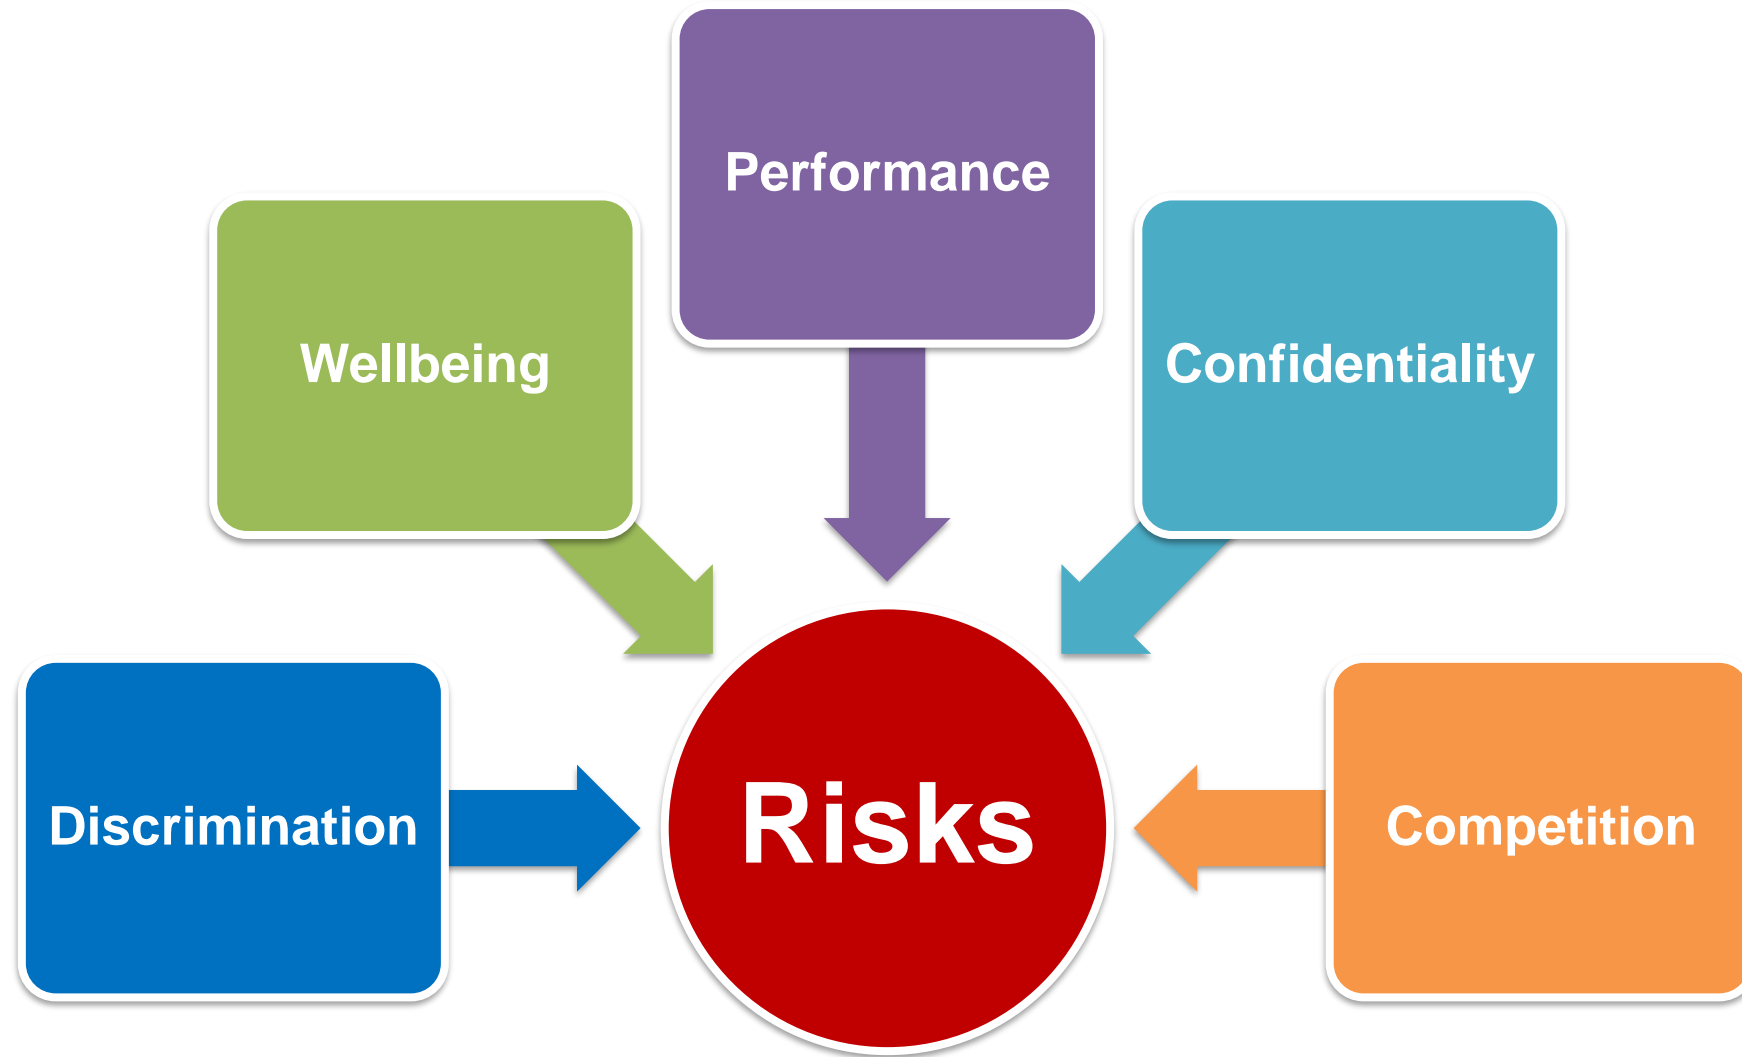 Performance
Wellbeing
Confidentiality
Discrimination
Risks
Competition